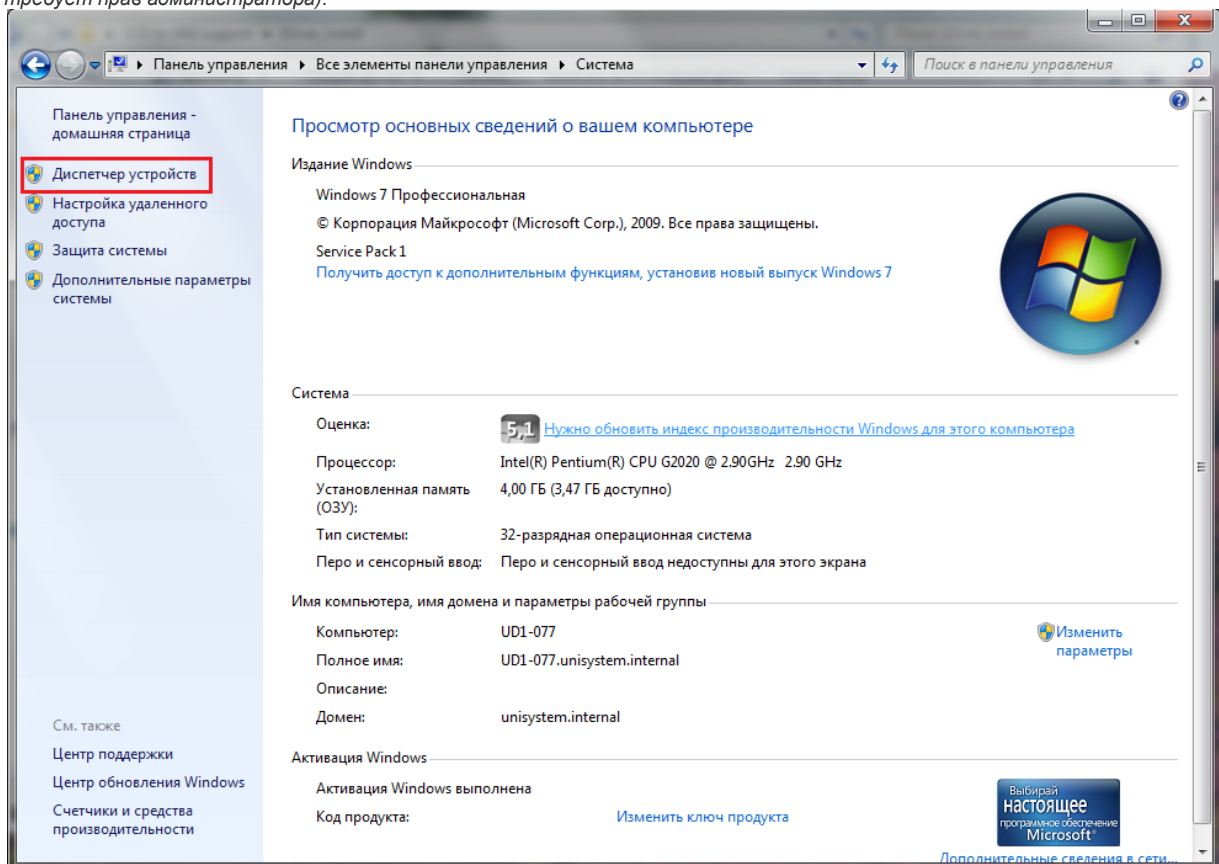 требует прав администратора).
Панель управления ▸ Все элементы панели управления ▸ Система
Поиск в панели управления
Панель управления -
домашняя страница
Диспетчер устройств
Настройка удаленного
доступа
Защита системы
Дополнительные параметры
системы
См. также
Центр поддержки
Центр обновления Windows
Счетчики и средства
производительности
Просмотр основных сведений о вашем компьютере
Издание Windows
Windows 7 Профессиональная
© Корпорация Майкрософт (Microsoft Corp.), 2009. Все права защищены.
Service Pack 1
Получить доступ к дополнительным функциям, установив новый выпуск Windows 7
Система
Оценка: 5,1 Нужно обновить индекс производительности Windows для этого компьютера
Процессор: Intel(R) Pentium(R) CPU G2020 @ 2.90GHz 2.90 GHz
Установленная память 4,00 ГБ (3,47 ГБ доступно)
(ОЗУ):
Тип системы: 32-разрядная операционная система
Перо и сенсорный ввод: Перо и сенсорный ввод недоступны для этого экрана
Имя компьютера, имя домена и параметры рабочей группы
Компьютер: UD1-077
Изменить
параметры
Полное имя: UD1-077.unisystem.internal
Описание:
Домен: unisystem.internal
Активация Windows
Активация Windows выполнена
Код продукта: Изменить ключ продукта
Выбирай
настоящее
программное обеспечение
Microsoft
Дополнительные сведения в сети...